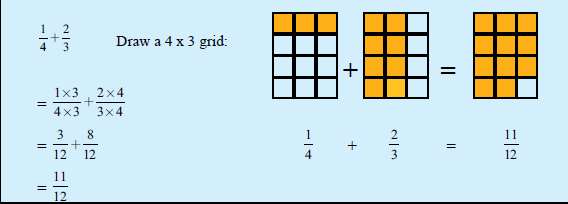 1/4 + 2/3 Draw a 4 x 3 grid:
+ =
= 1×3/4×3 + 2×4/3×4
= 3/12 + 8/12
1/4 + 2/3 = 11/12
= 11/12